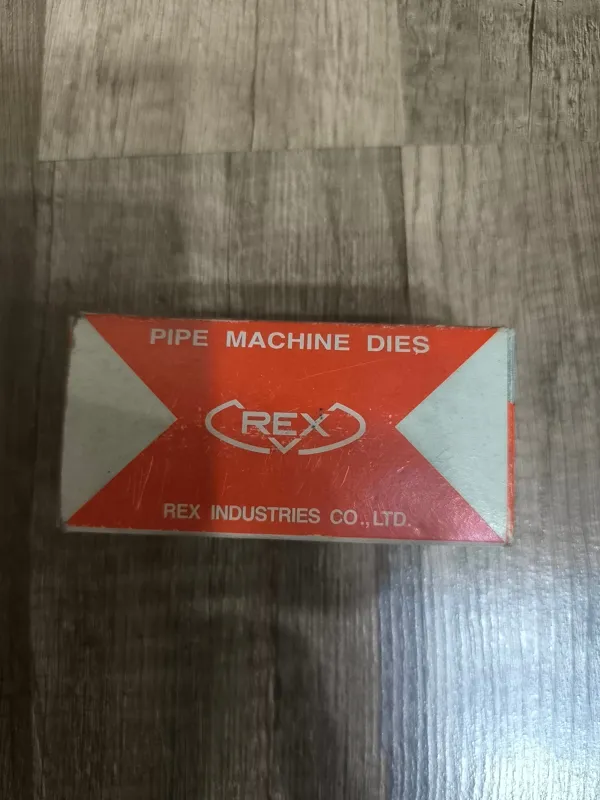 PIPE MACHINE DIES
REX
REX INDUSTRIES CO., LTD.